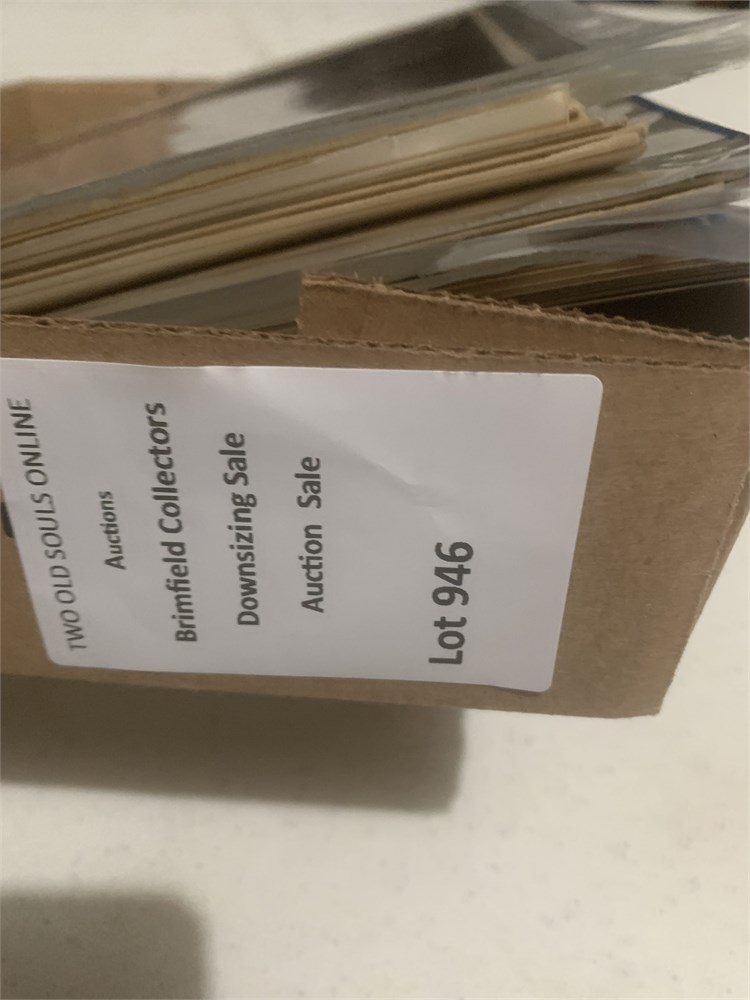 TWO OLD SOULS ONLINE
Auctions
Brimfield Collectors
Downsizing Sale
Auction Sale
Lot 946